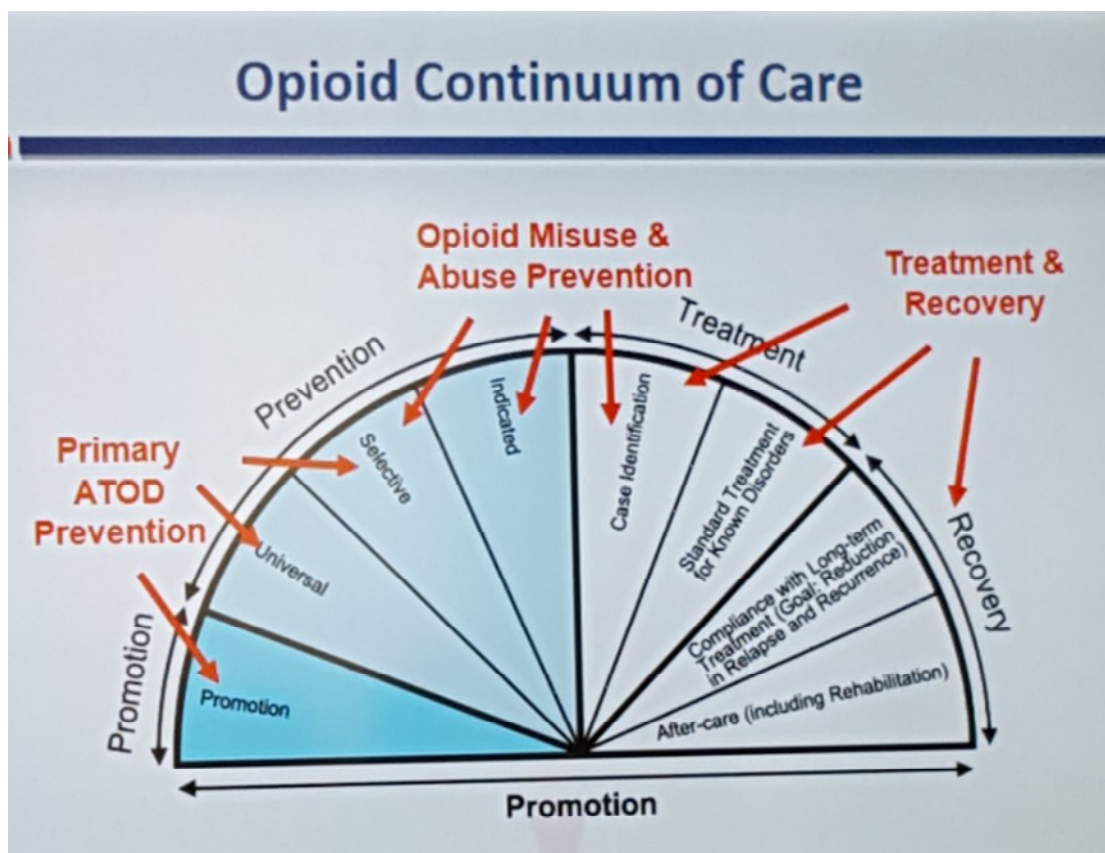 Opioid Continuum of Care
Opioid Misuse &
Abuse Prevention
Treatment &
Recovery
Primary
ATOD
Prevention
Promotion
Prevention
Treatment
Recovery
Promotion
Universal
Selective
Indicated
Case Identification
Standard Treatment
for Known Disorders
Compliance with Long-term
Treatment (Goal: Reduction
in Relapse and Recurrence)
After-care (including Rehabilitation)
Promotion